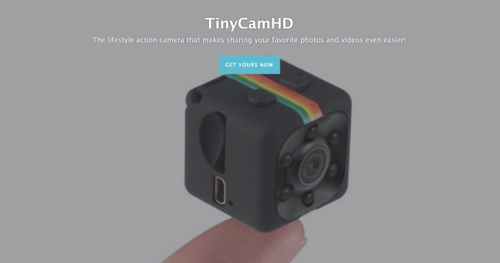 TinyCamHD
The lifestyle action camera that makes sharing your favorite photos and videos even easier!
GET YOURS NOW